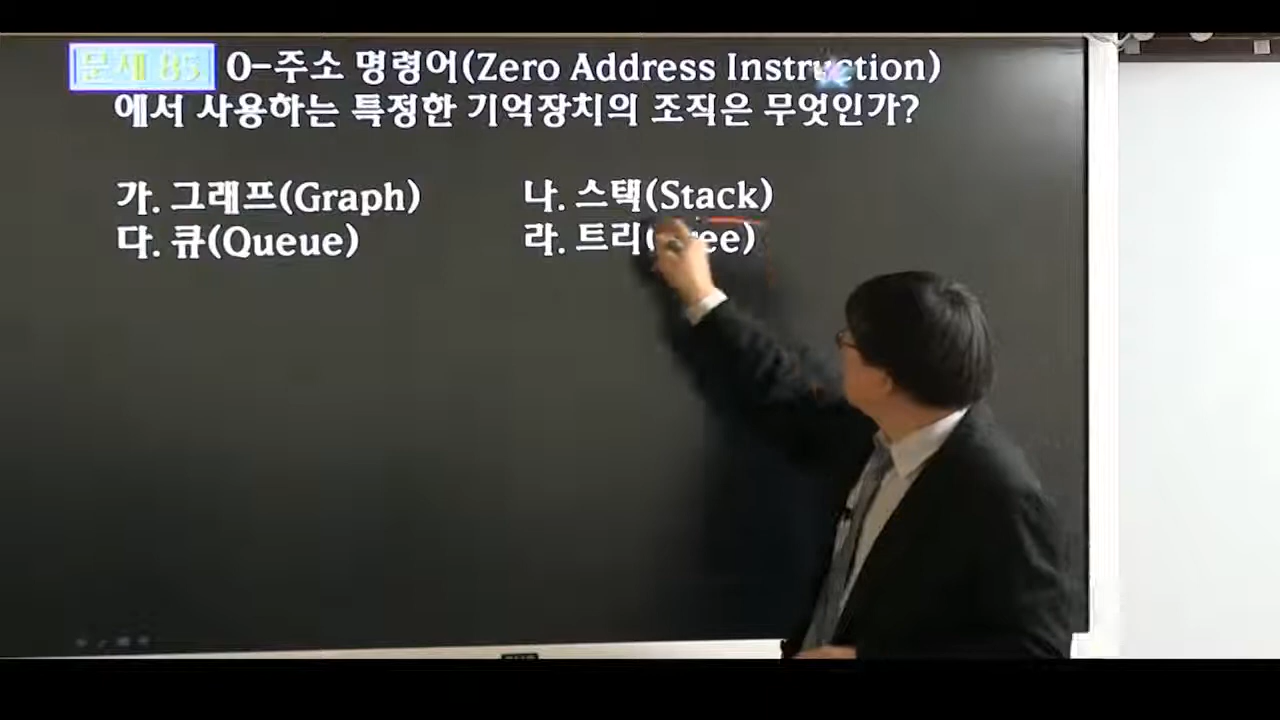 문제 85. 0-주소 명령어(Zero Address Instruction)
에서 사용하는 특정한 기억장치의 조직은 무엇인가?
가. 그래프(Graph) 나. 스택(Stack)
다. 큐(Queue) 라. 트리(